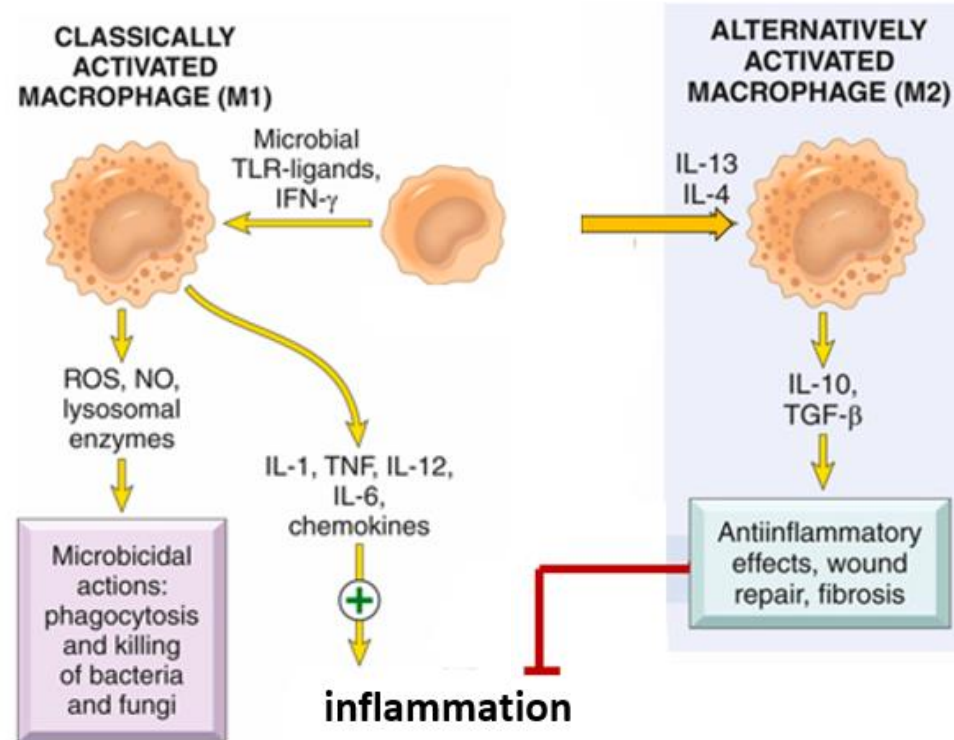 CLASSICALLY
ACTIVATED
MACROPHAGE (M1)
Microbial
TLR-ligands,
IFN-γ
ALTERNATIVELY
ACTIVATED
MACROPHAGE (M2)
IL-13
IL-4
ROS, NO,
lysosomal
enzymes
IL-1, TNF, IL-12,
IL-6,
chemokines
IL-10,
TGF-β
Microbicidal
actions:
phagocytosis
and killing
of bacteria
and fungi
+
Antiinflammatory
effects, wound
repair, fibrosis
inflammation